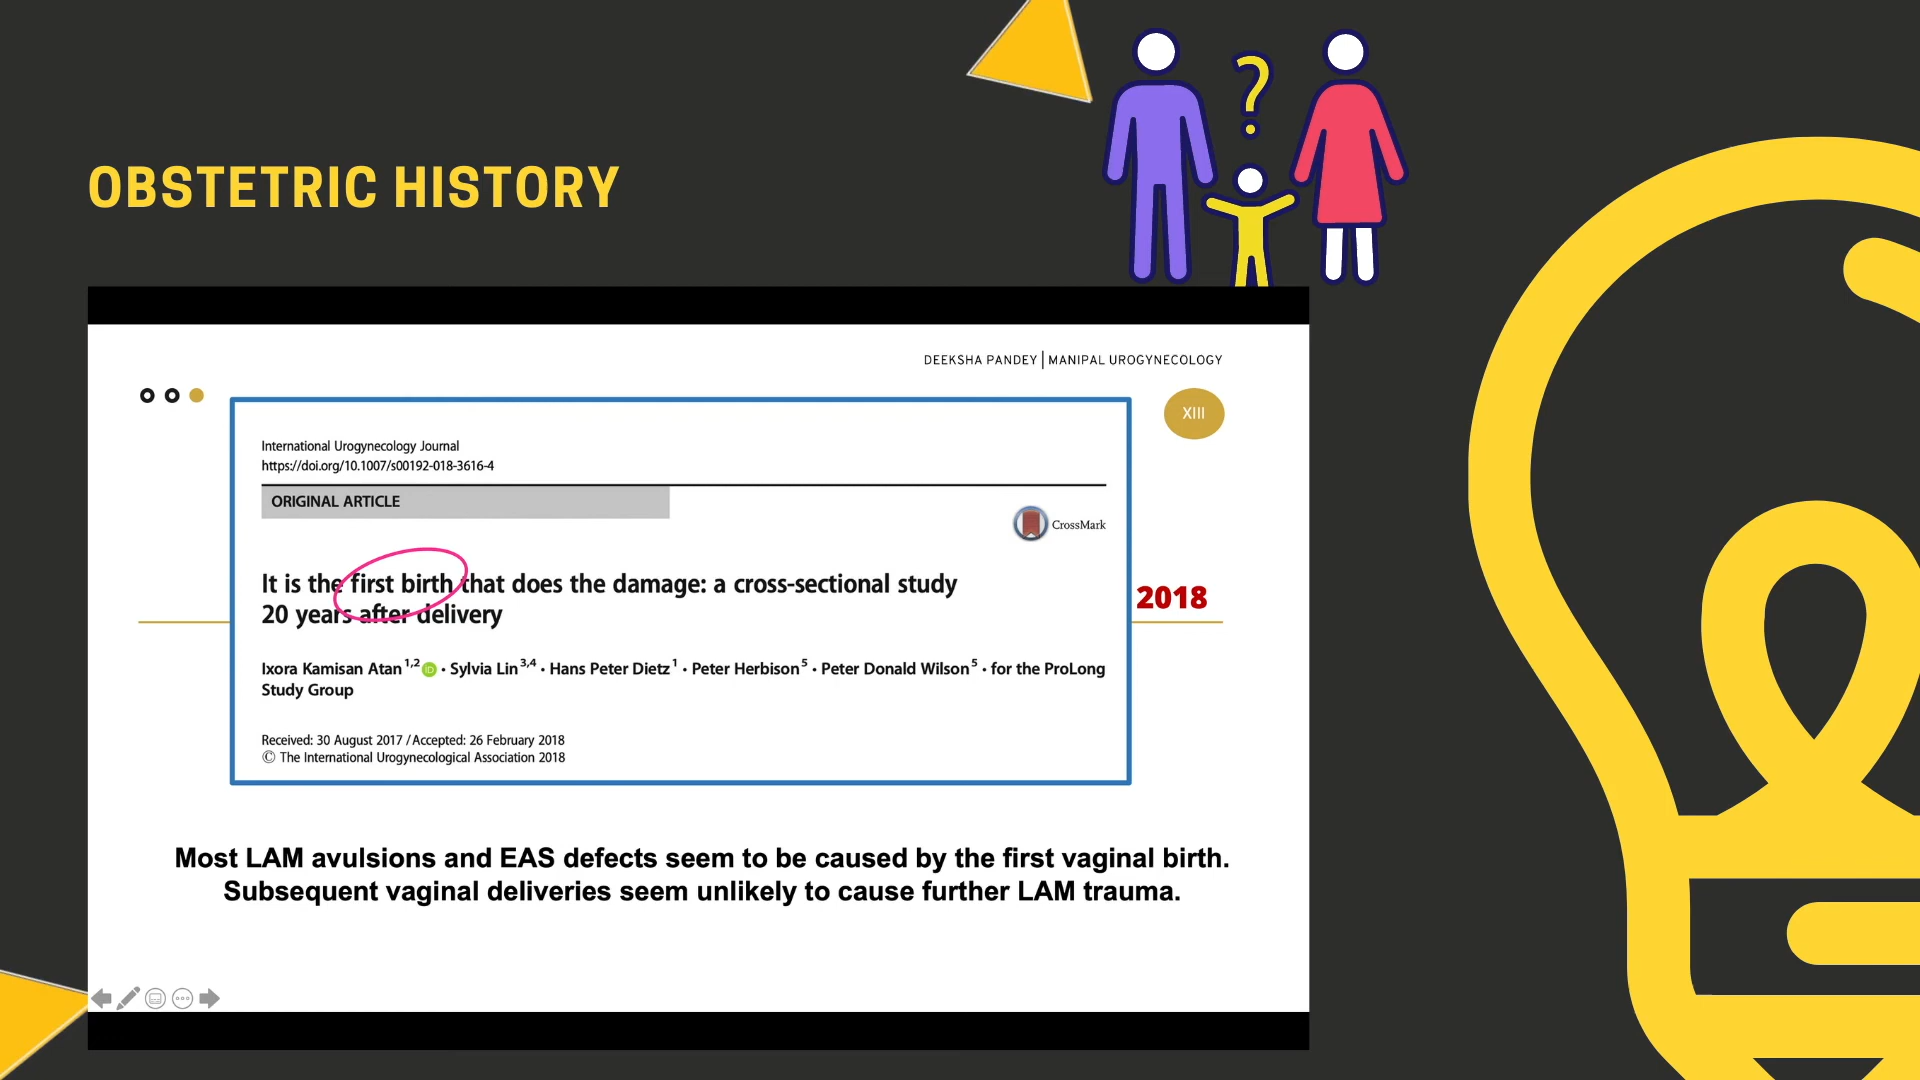 OBSTETRIC HISTORY
?
DEEKSHA PANDEY | MANIPAL UROGYNECOLOGY
XIII
International Urogynecology Journal
https://doi.org/10.1007/s00192-018-3616-4
ORIGINAL ARTICLE
CrossMark
It is the first birth that does the damage: a cross-sectional study
20 years after delivery
2018
Ixora Kamisan Atan 1,2 iD · Sylvia Lin 3,4 · Hans Peter Dietz 1 · Peter Herbison 5 · Peter Donald Wilson 5 · for the ProLong
Study Group
Received: 30 August 2017 / Accepted: 26 February 2018
© The International Urogynecological Association 2018
Most LAM avulsions and EAS defects seem to be caused by the first vaginal birth.
Subsequent vaginal deliveries seem unlikely to cause further LAM trauma.